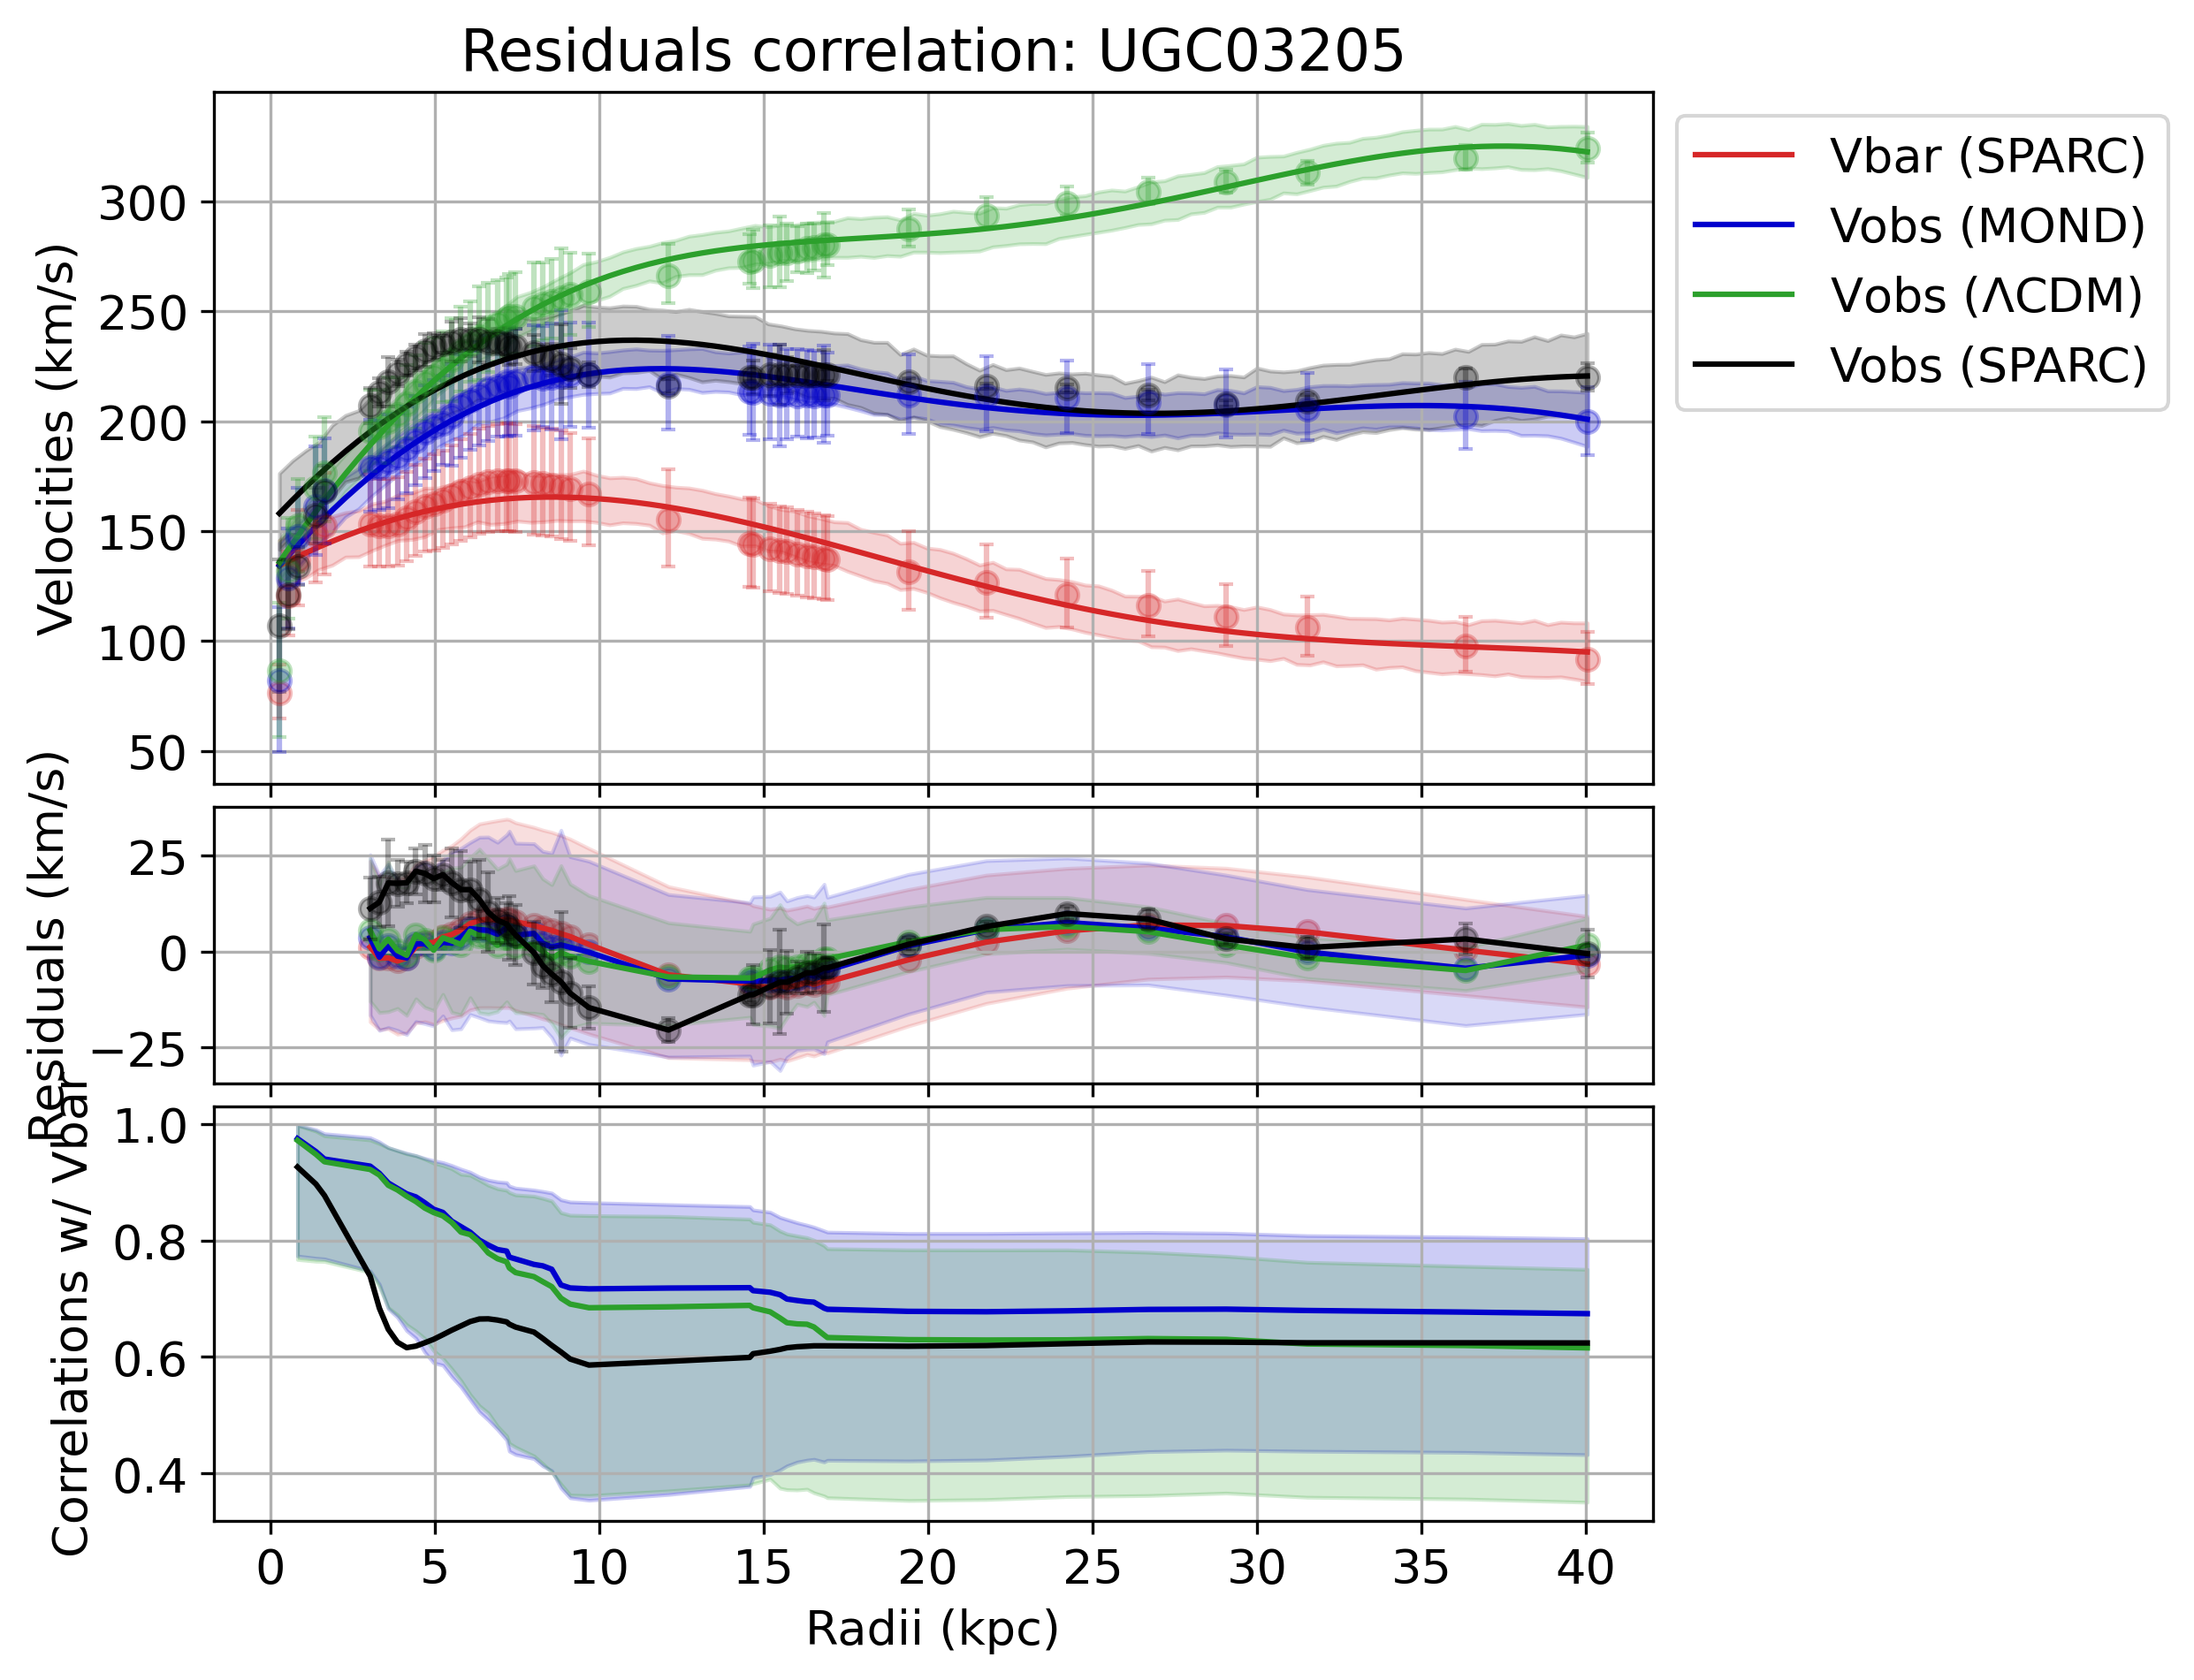 Residuals correlation: UGC03205
Velocities (km/s)
300
250
200
150
100
50
Vbar (SPARC)
Vobs (MOND)
Vobs (ΛCDM)
Vobs (SPARC)
Residuals (km/s)
25
0
−25
Correlations w/ Vbar
1.0
0.8
0.6
0.4
0 5 10 15 20 25 30 35 40
Radii (kpc)